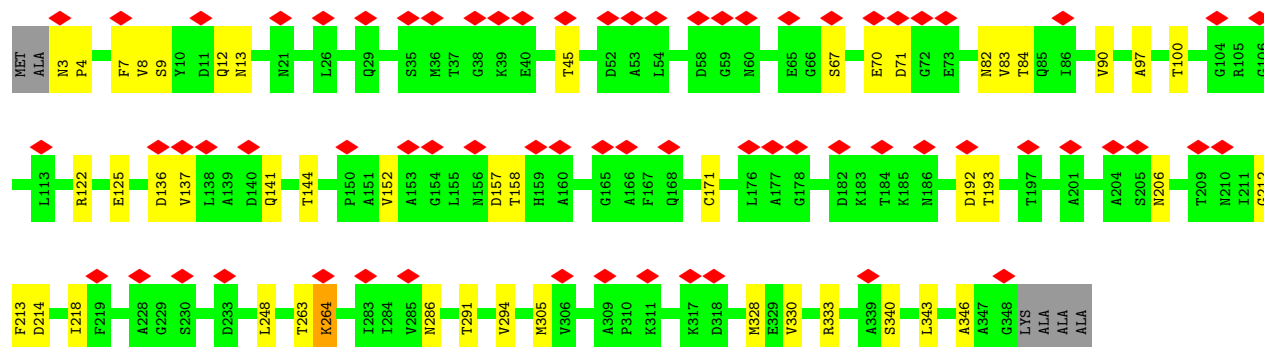 MET ALA N3 P4 F7 V8 S9 Y10 D11 Q12 N13 N21 L26 Q29 S35 M36 T37 G38 K39 E40 T45 D52 A53 L54 D58 G59 N60 E65 G66 S67 E70 D71 G72 E73 N82 V83 T84 Q85 I86 V90 A97 T100 G104 R105 G106
L113 R122 E125 D136 V137 L138 A139 D140 Q141 T144 P150 A151 V152 A153 G154 L155 N156 D157 T158 H159 A160 G165 A166 F167 Q168 C171 L176 A177 G178 D182 K183 T184 K185 N186 D192 T193 T197 A201 A204 S205 N206 T209 N210 I211 G212
F213 D214 I218 F219 A228 G229 S230 D233 L248 T263 K264 I283 I284 V285 N286 T291 V294 M305 V306 A309 P310 K311 K317 D318 M328 E329 V330 R333 A339 S340 L343 A346 A347 G348 LYS ALA ALA ALA